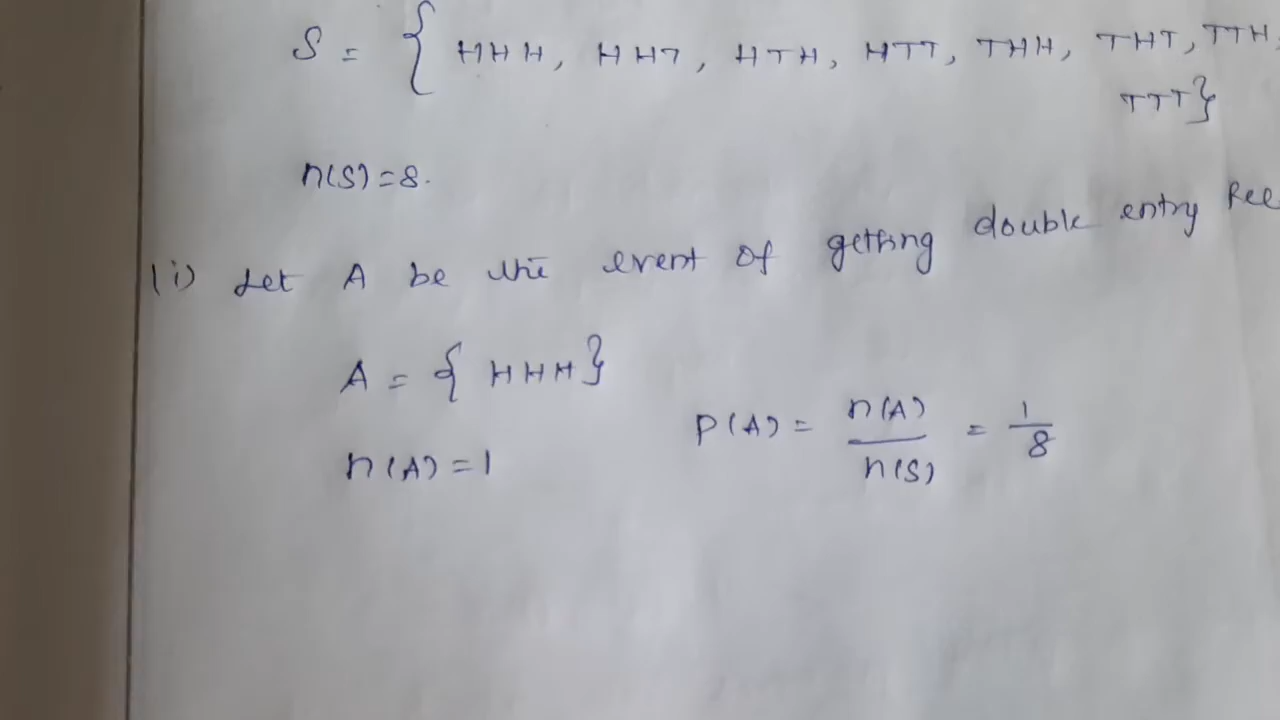 S = { HHH, HHT, HTH, HTT, THH, THT, TTH,
TTT}
n(S)=8.
(i) Let A be the event of getting double entry Fee
A = { HHH}
n(A)=1
P(A) = n(A)/n(S) = 1/8